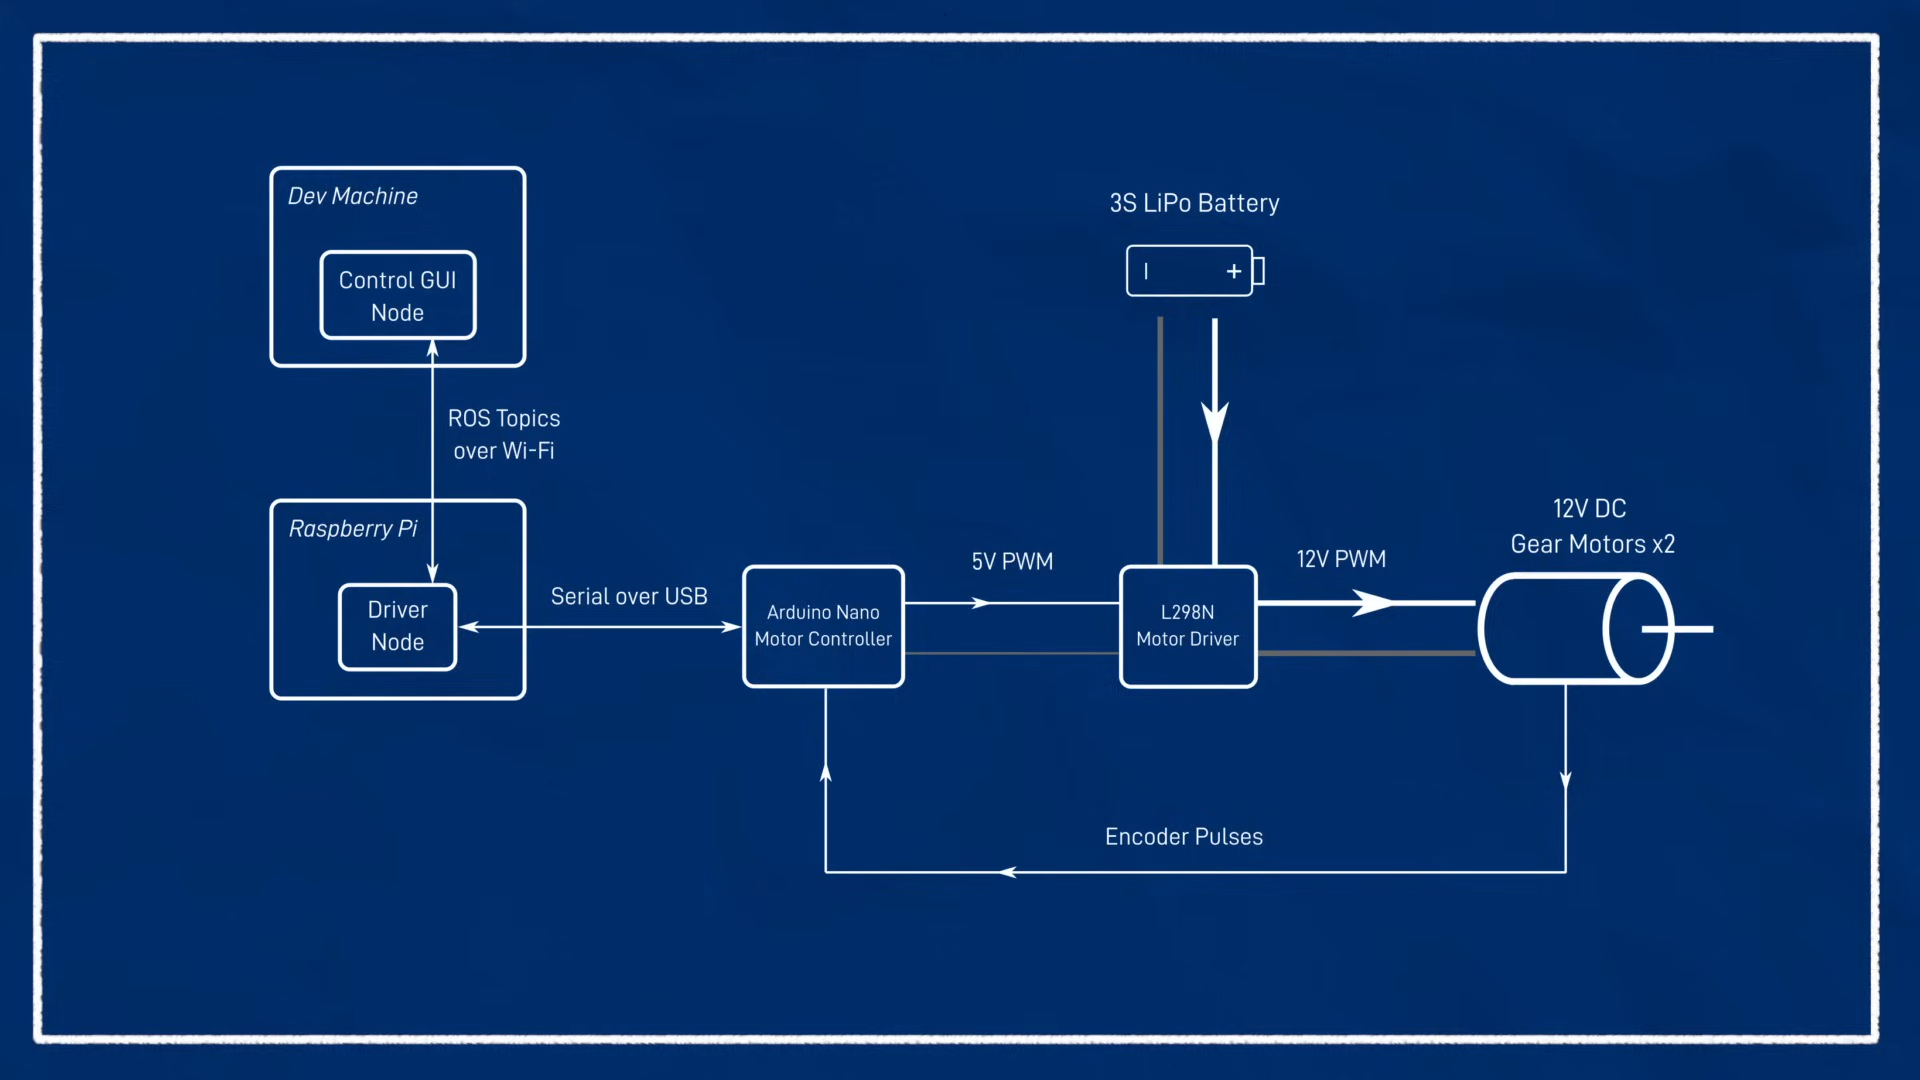 Dev Machine
Control GUI
Node
ROS Topics
over Wi-Fi
Raspberry Pi
Driver
Node
Serial over USB
Arduino Nano
Motor Controller
5V PWM
3S LiPo Battery
L298N
Motor Driver
12V PWM
12V DC
Gear Motors x2
Encoder Pulses